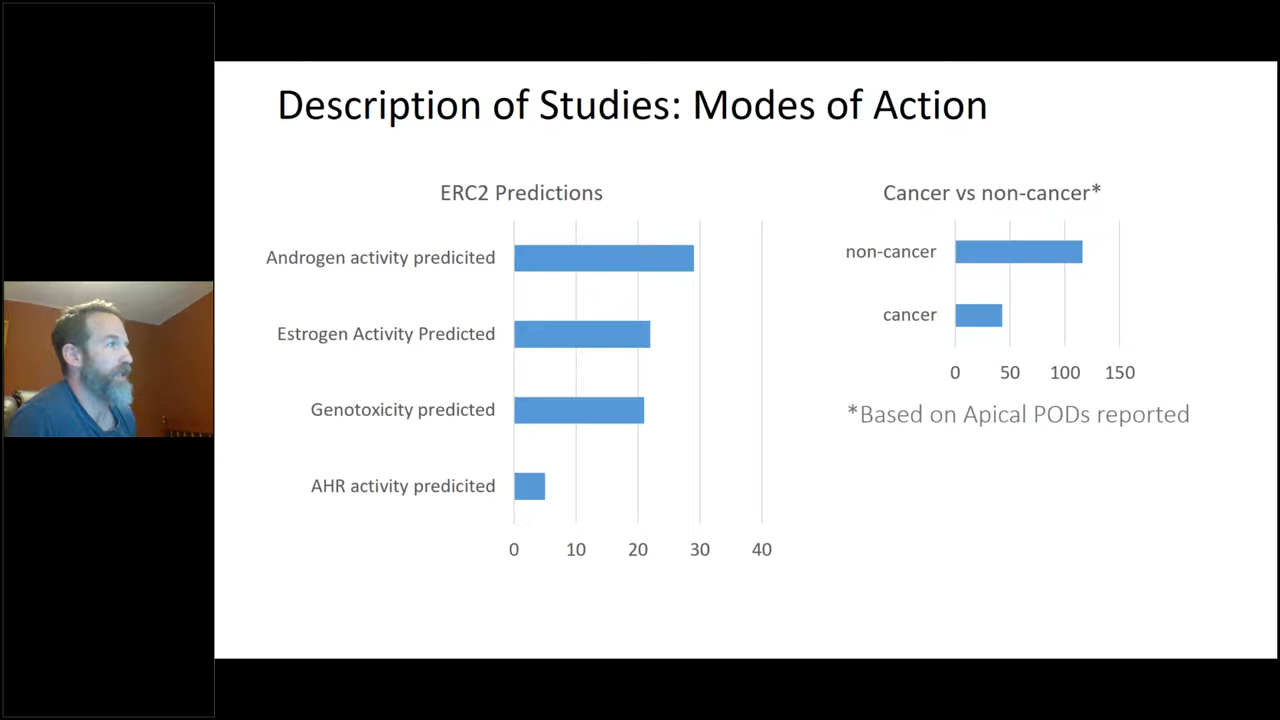 Description of Studies: Modes of Action
ERC2 Predictions
Androgen activity predicited
Estrogen Activity Predicted
Genotoxicity predicted
AHR activity predicited
0 10 20 30 40
Cancer vs non-cancer*
non-cancer
cancer
0 50 100 150
*Based on Apical PODs reported